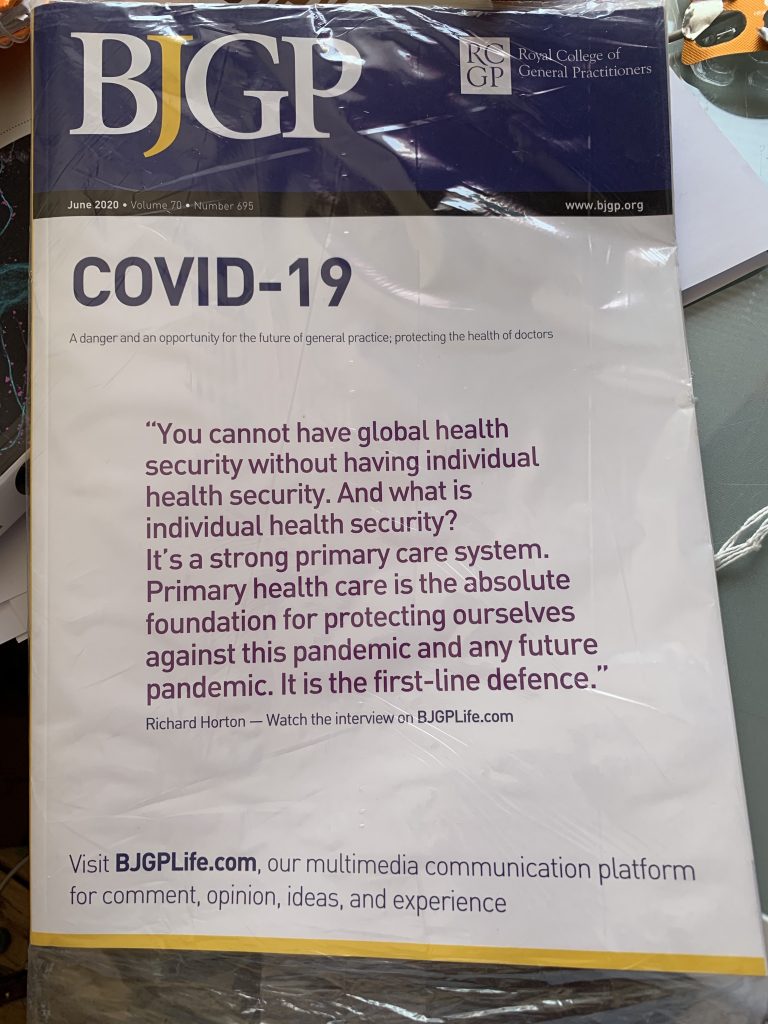 BJGP
RC
GP
Royal College of
General Practitioners
June 2020 • Volume 70 • Number 695
www.bjgp.org
COVID-19
A danger and an opportunity for the future of general practice; protecting the health of doctors
“You cannot have global health
security without having individual
health security. And what is
individual health security?
It’s a strong primary care system.
Primary health care is the absolute
foundation for protecting ourselves
against this pandemic and any future
pandemic. It is the first-line defence.”
Richard Horton — Watch the interview on BJGPLife.com
Visit BJGPLife.com, our multimedia communication platform
for comment, opinion, ideas, and experience